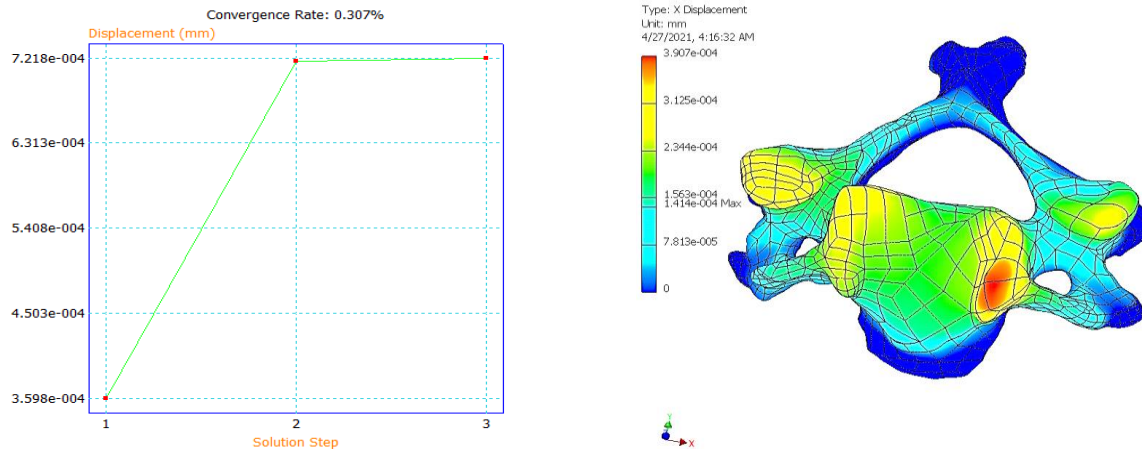 Convergence Rate: 0.307%
Displacement (mm)
7.218e-004
6.313e-004
5.408e-004
4.503e-004
3.598e-004
1 2 3
Solution Step
Type: X Displacement
Unit: mm
4/27/2021, 4:16:32 AM
3.907e-004
3.125e-004
2.344e-004
1.563e-004
1.414e-004 Max
7.813e-005
0
Y
X